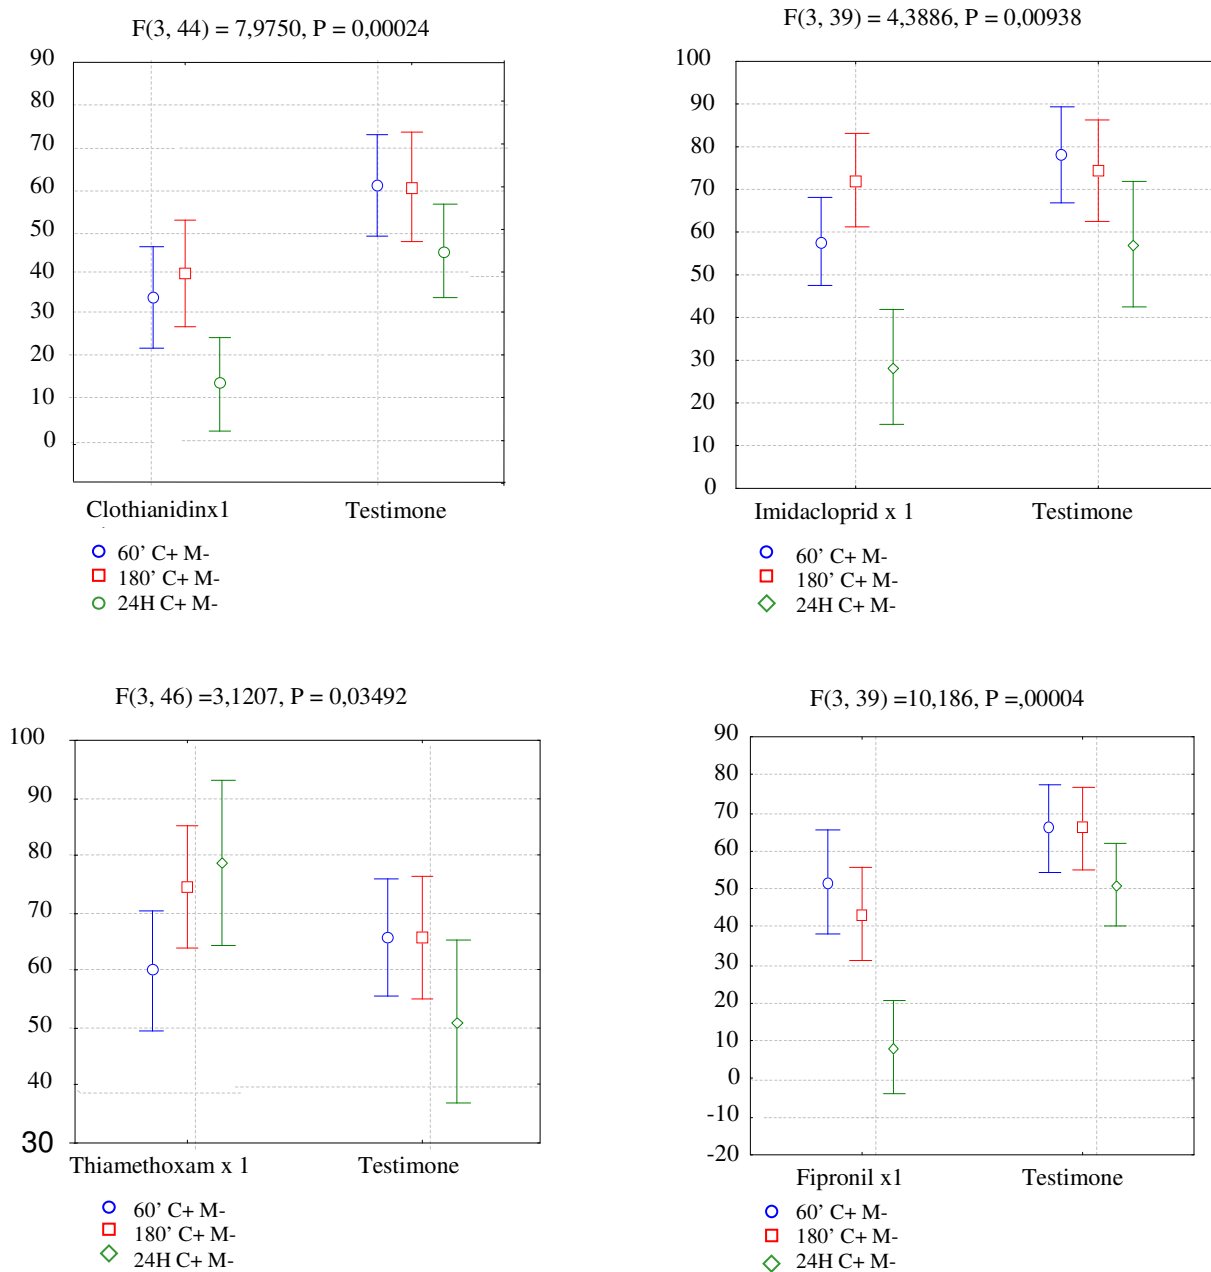 F(3, 44) = 7,9750, P = 0,00024
90
80
70
60
50
40
30
20
10
0
Clothianidinx1 Testimone
60’ C+ M-
180’ C+ M-
24H C+ M-
F(3, 39) = 4,3886, P = 0,00938
100
90
80
70
60
50
40
30
20
10
0
Imidacloprid x 1 Testimone
60’ C+ M-
180’ C+ M-
24H C+ M-
F(3, 46) =3,1207, P = 0,03492
100
90
80
70
60
50
40
30
Thiamethoxam x 1 Testimone
60’ C+ M-
180’ C+ M-
24H C+ M-
F(3, 39) =10,186, P =,00004
90
80
70
60
50
40
30
20
10
0
-10
-20
Fipronil x1 Testimone
60’ C+ M-
180’ C+ M-
24H C+ M-